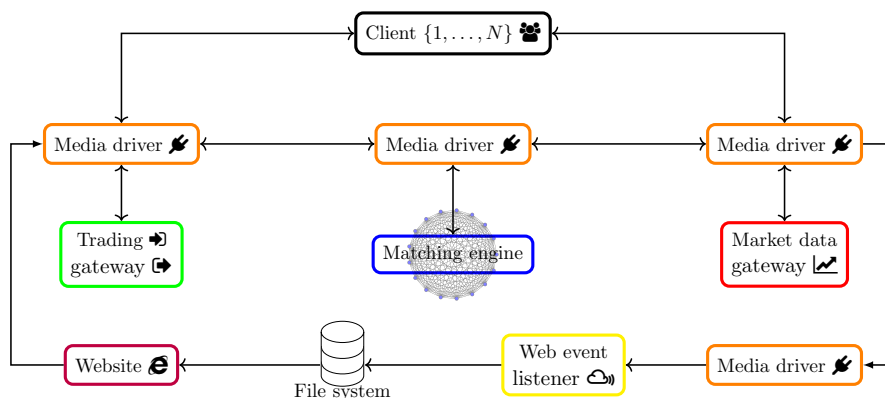 Client {1, . . . , N}
Media driver
Media driver
Media driver
Trading
gateway
Matching engine
Market data
gateway
Website
File system
Web event
listener
Media driver